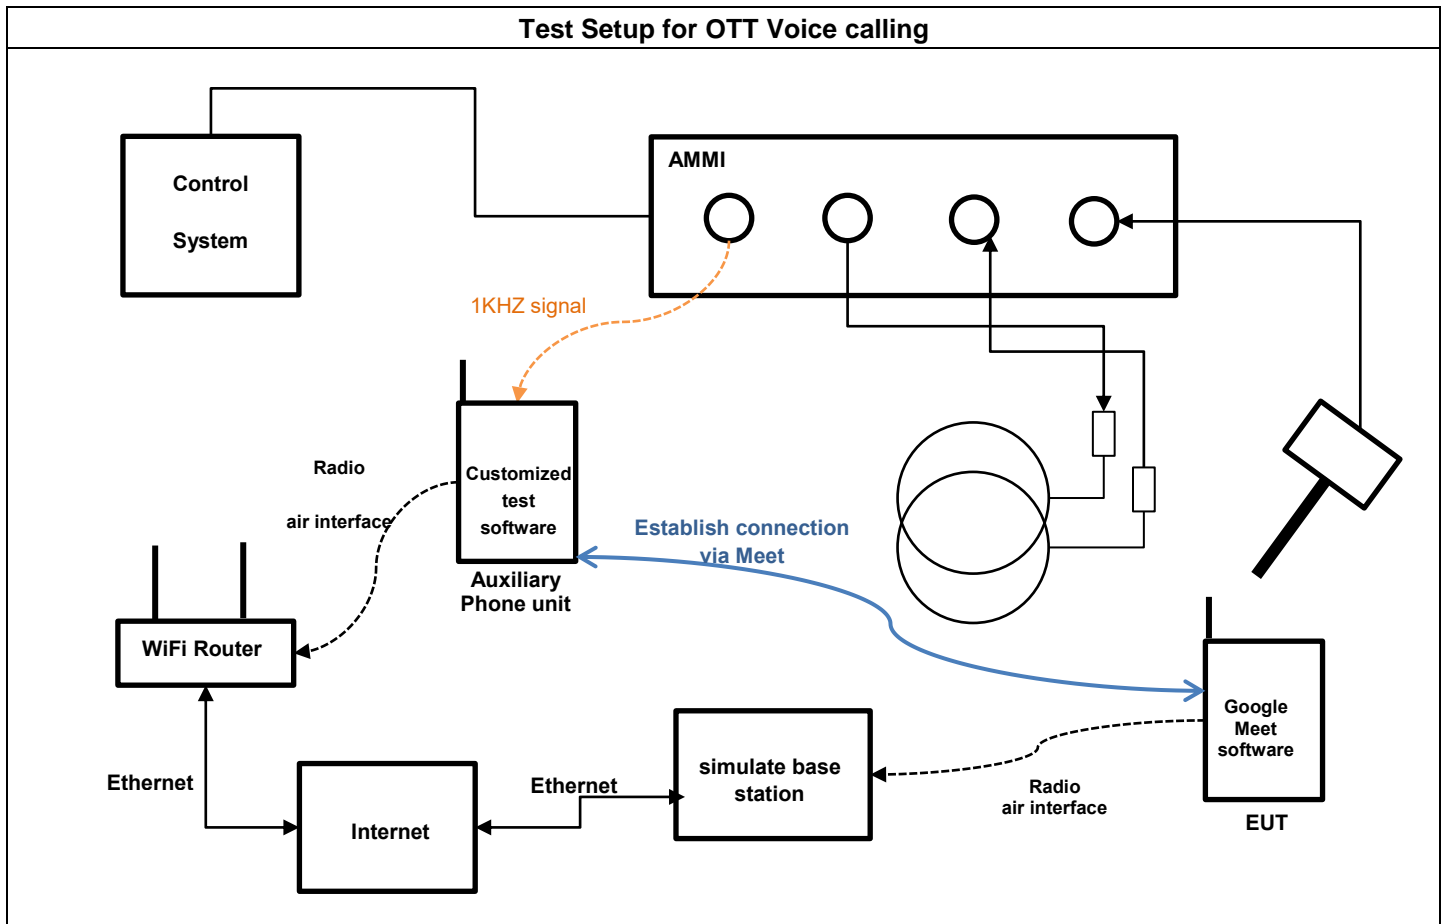 Test Setup for OTT Voice calling
AMMI
Control
System
1KHZ signal
Radio
air interface
Customized
test
software
Auxiliary
Phone unit
Establish connection
via Meet
WiFi Router
Google
Meet
software
EUT
Radio
air interface
simulate base
station
Ethernet
Ethernet
Internet